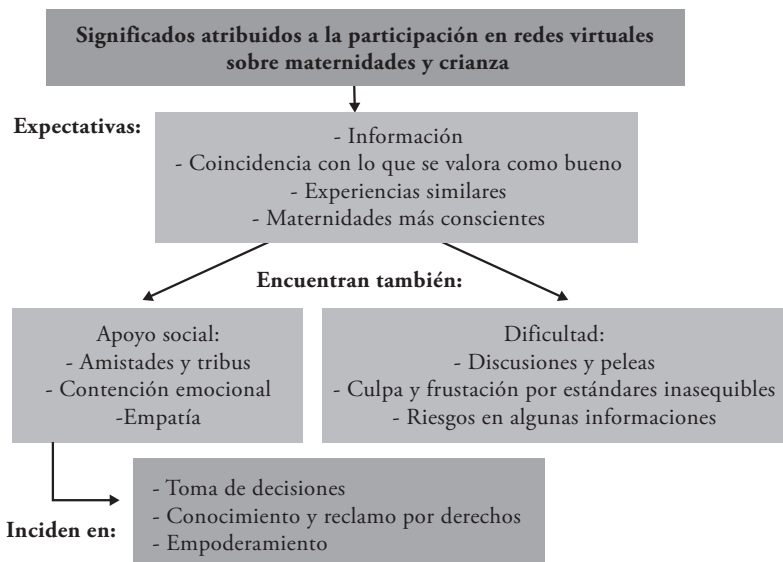 Significados atribuidos a la participación en redes virtuales
sobre maternidades y crianza
Expectativas:
- Información
- Coincidencia con lo que se valora como bueno
- Experiencias similares
- Maternidades más conscientes
Encuentran también:
Apoyo social:
- Amistades y tribus
- Contención emocional
-Empatía
Dificultad:
- Discusiones y peleas
- Culpa y frustación por estándares inasequibles
- Riesgos en algunas informaciones
Inciden en:
- Toma de decisiones
- Conocimiento y reclamo por derechos
- Empoderamiento